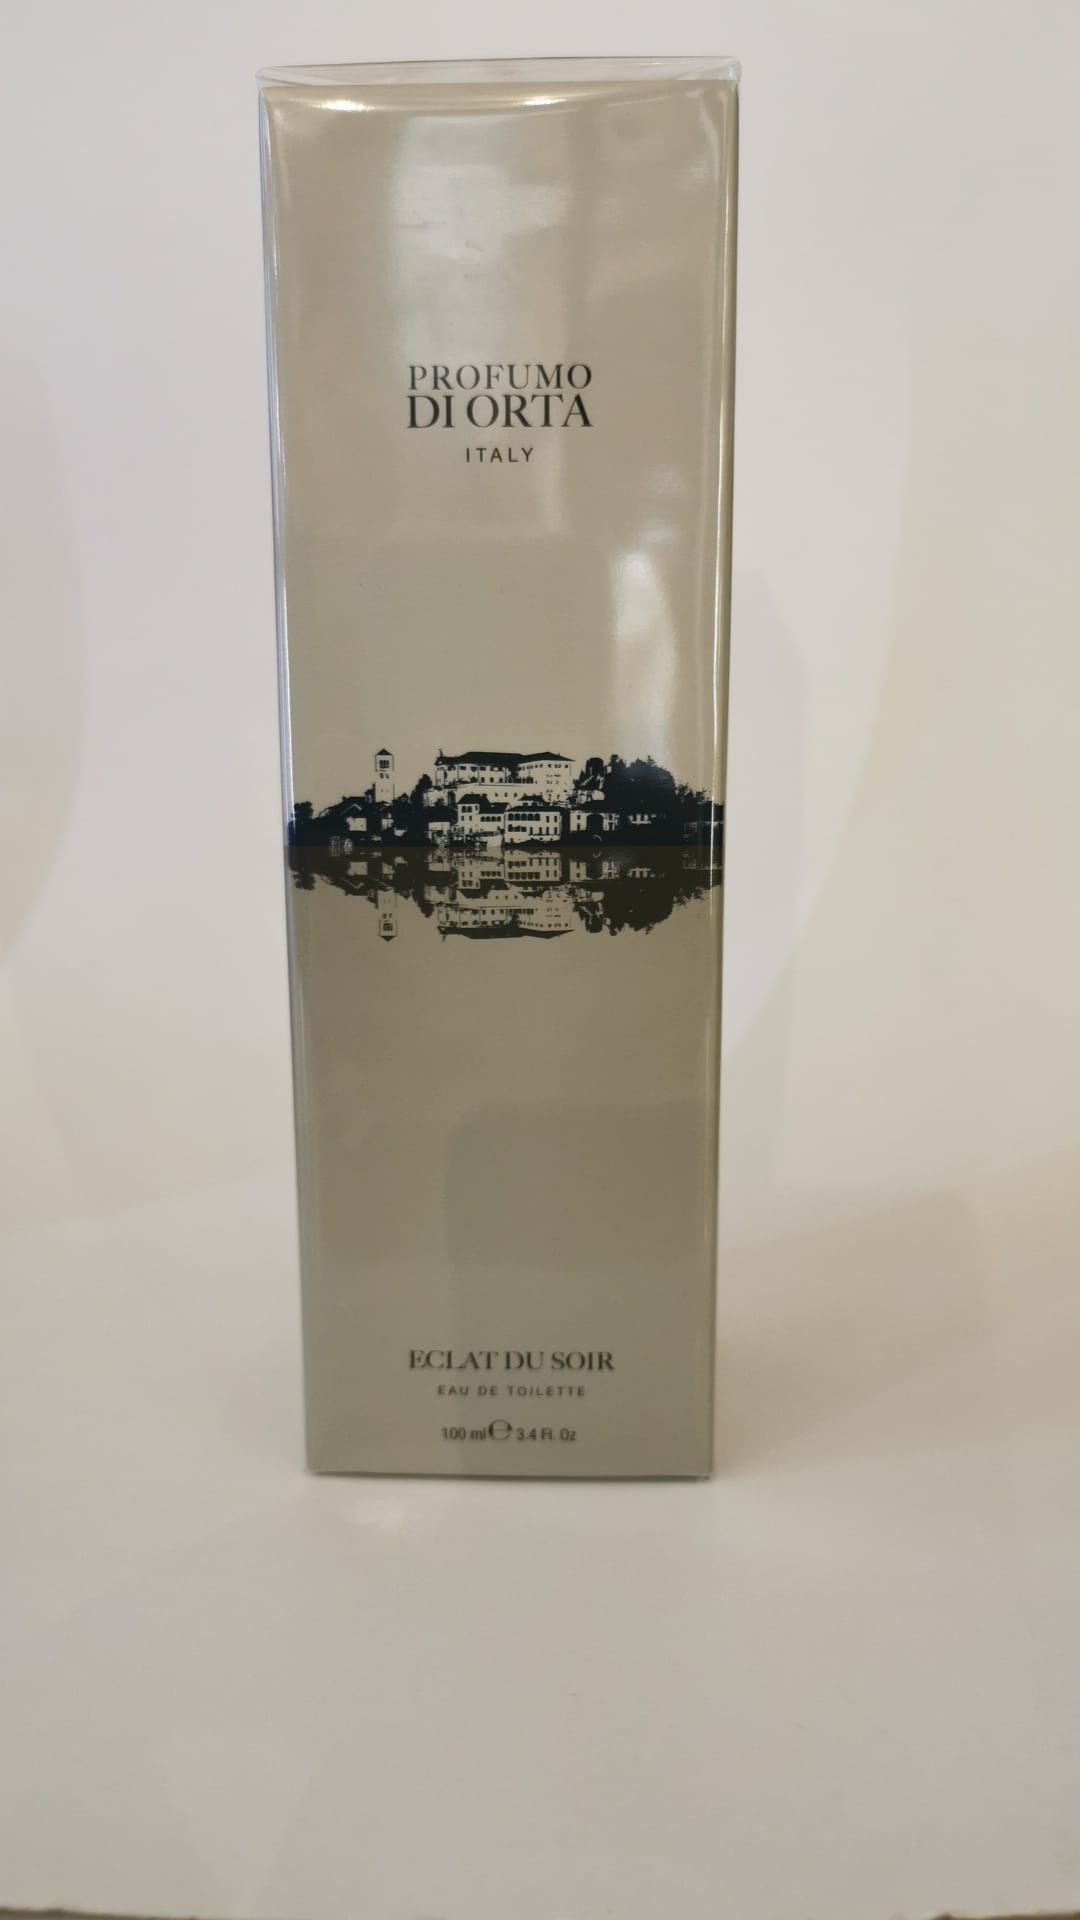 PROFUMO
DI ORTA
ITALY
ECLAT DU SOIR
EAU DE TOILETTE
100 ml ℮ 3.4 Fl. Oz